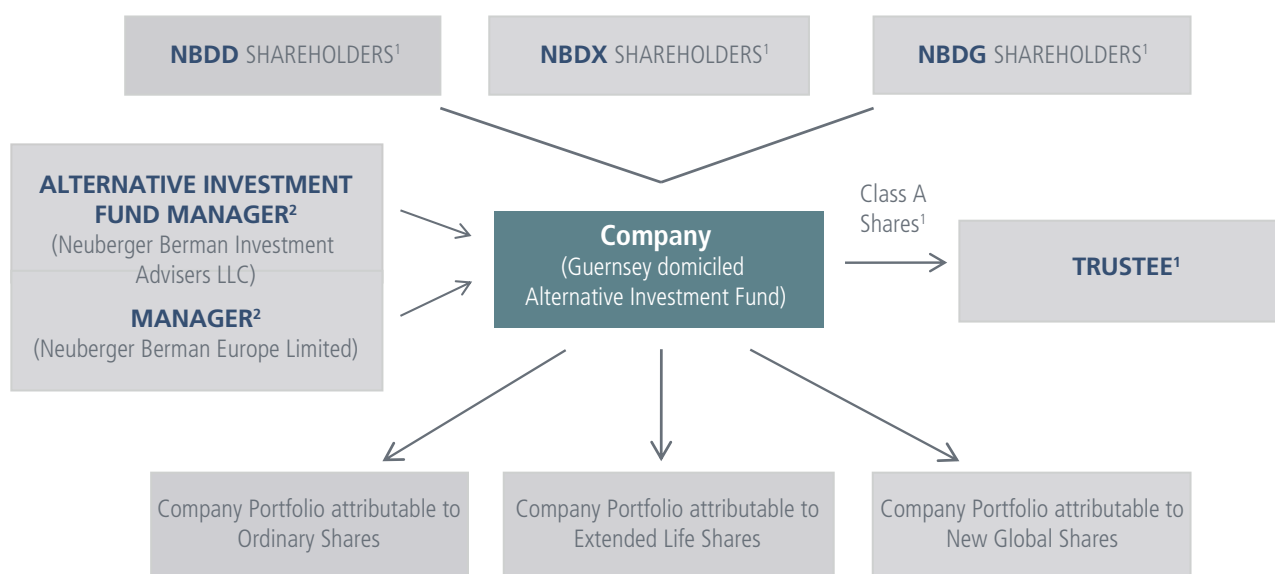 NBDD SHAREHOLDERS¹
NBDX SHAREHOLDERS¹
NBDG SHAREHOLDERS¹
ALTERNATIVE INVESTMENT
FUND MANAGER²
(Neuberger Berman Investment
Advisers LLC)
MANAGER²
(Neuberger Berman Europe Limited)
Company
(Guernsey domiciled
Alternative Investment Fund)
Class A
Shares¹
TRUSTEE¹
Company Portfolio attributable to
Ordinary Shares
Company Portfolio attributable to
Extended Life Shares
Company Portfolio attributable to
New Global Shares